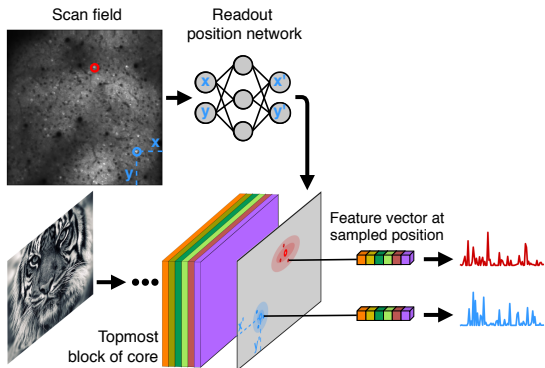 Scan field
Readout
position network
x
y
x'
y'
x
y
Feature vector at
sampled position
x'
y'
Topmost
block of core